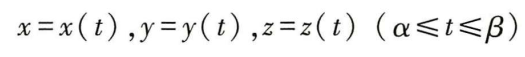 x=x(t),y=y(t),z=z(t) (α≤t≤β)